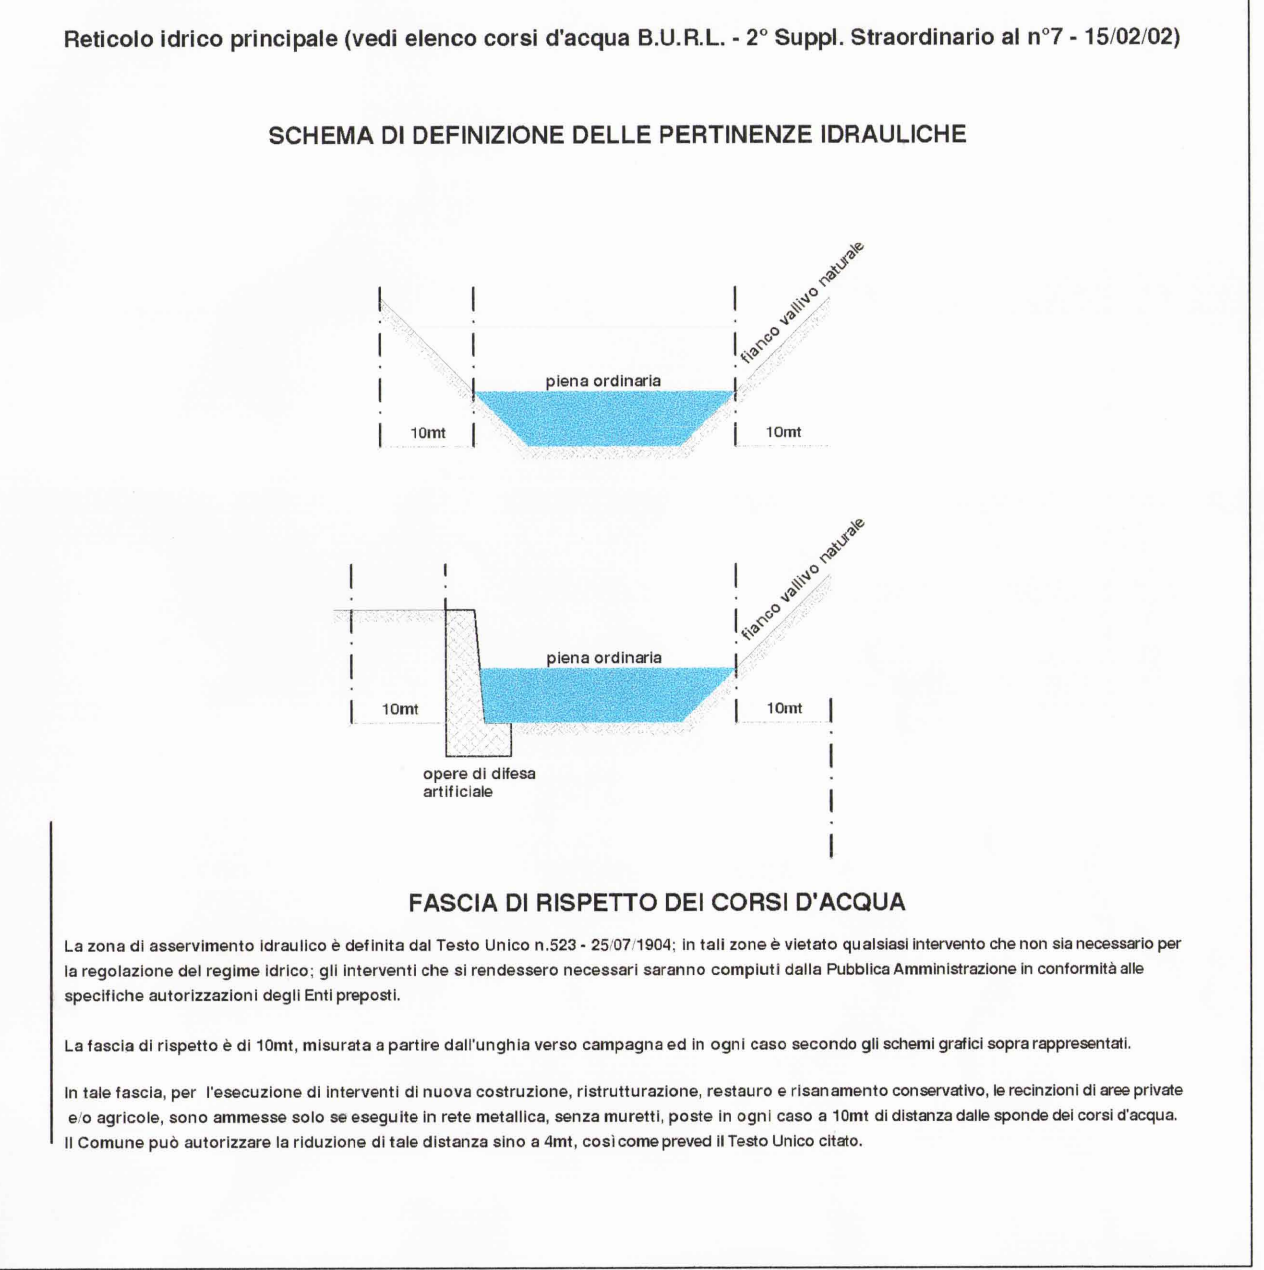 Reticolo idrico principale (vedi elenco corsi d'acqua B.U.R.L. - 2° Suppl. Straordinario al n°7 - 15/02/02)
SCHEMA DI DEFINIZIONE DELLE PERTINENZE IDRAULICHE
fianco vallivo naturale
piena ordinaria
10mt
10mt
fianco vallivo naturale
piena ordinaria
10mt
10mt
opere di difesa
artificiale
FASCIA DI RISPETTO DEI CORSI D'ACQUA
La zona di asservimento idraulico è definita dal Testo Unico n.523 - 25/07/1904; in tali zone è vietato qualsiasi intervento che non sia necessario per
la regolazione del regime idrico; gli interventi che si rendessero necessari saranno compiuti dalla Pubblica Amministrazione in conformità alle
specifiche autorizzazioni degli Enti preposti.
La fascia di rispetto è di 10mt, misurata a partire dall'unghia verso campagna ed in ogni caso secondo gli schemi grafici sopra rappresentati.
In tale fascia, per l'esecuzione di interventi di nuova costruzione, ristrutturazione, restauro e risanamento conservativo, le recinzioni di aree private
e/o agricole, sono ammesse solo se eseguite in rete metallica, senza muretti, poste in ogni caso a 10mt di distanza dalle sponde dei corsi d'acqua.
Il Comune può autorizzare la riduzione di tale distanza sino a 4mt, così come preved il Testo Unico citato.